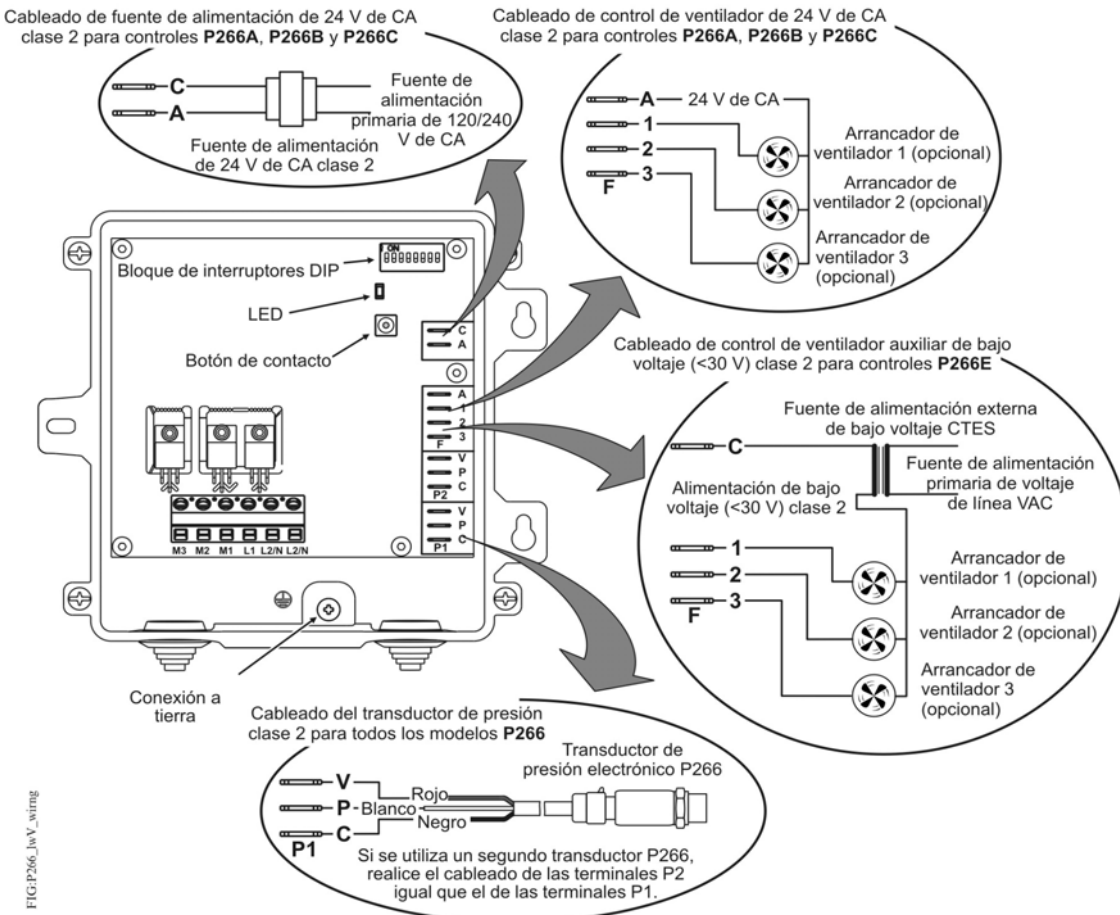 Cableado de fuente de alimentación de 24 V de CA
clase 2 para controles P266A, P266B y P266C
C
A
Fuente de
alimentación
primaria de 120/240
V de CA
Fuente de alimentación
de 24 V de CA clase 2
Cableado de control de ventilador de 24 V de CA
clase 2 para controles P266A, P266B y P266C
A 24 V de CA
1
2
3
F
Arrancador de
ventilador 1 (opcional)
Arrancador de
ventilador 2 (opcional)
Arrancador de
ventilador 3
(opcional)
ON
Bloque de interruptores DIP
LED
Botón de contacto
C
A
A
1
2
3
F
V
P
C
P2
V
P
C
P1
M3 M2 M1 L1 L2/N L2/N
Conexión a
tierra
Cableado de control de ventilador auxiliar de bajo
voltaje (<30 V) clase 2 para controles P266E
Fuente de alimentación externa
de bajo voltaje CTES
C
Fuente de alimentación
primaria de voltaje
de línea VAC
Alimentación de bajo
voltaje (<30 V) clase 2
1
2
3
F
Arrancador de
ventilador 1 (opcional)
Arrancador de
ventilador 2 (opcional)
Arrancador de
ventilador 3
(opcional)
Cableado del transductor de presión
clase 2 para todos los modelos P266
Transductor de
presión electrónico P266
V
Rojo
P Blanco
Negro
C
P1
Si se utiliza un segundo transductor P266,
realice el cableado de las terminales P2
igual que el de las terminales P1.
FIG:P266_lwV_wirng